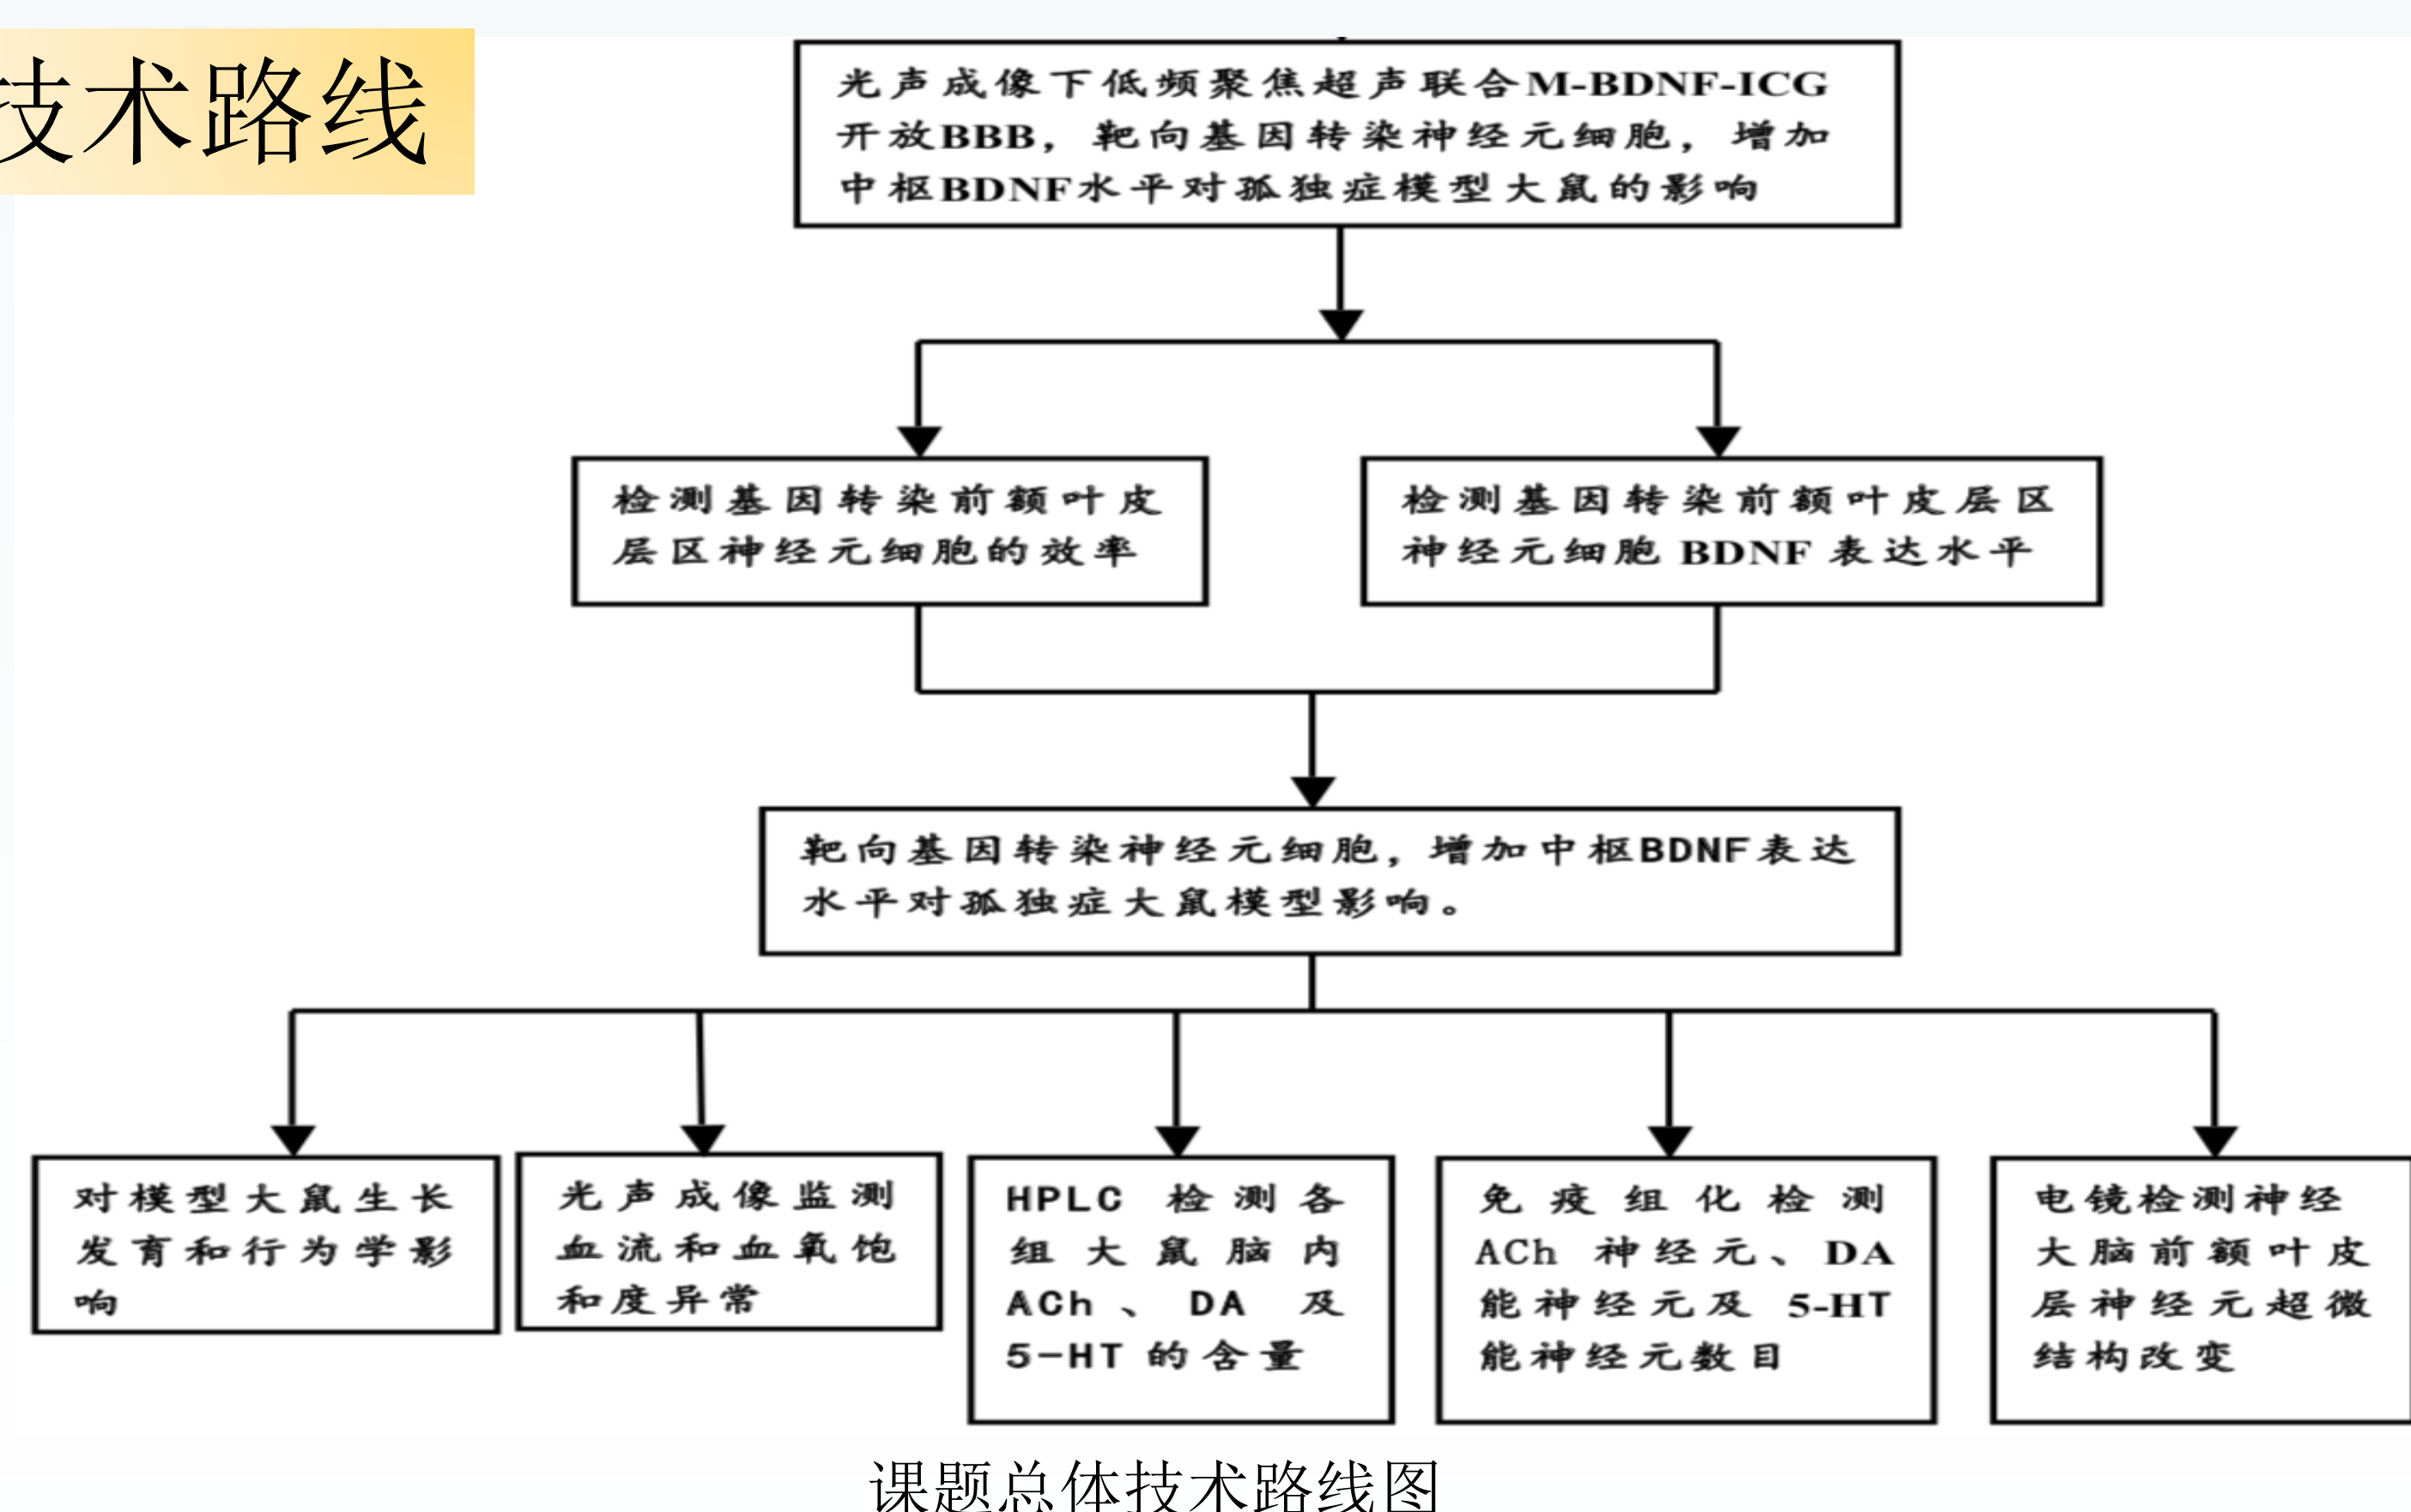 技术路线
光声成像下低频聚焦超声联合M-BDNF-ICG
开放BBB，靶向基因转染神经元细胞，增加
中枢BDNF水平对孤独症模型大鼠的影响
检测基因转染前额叶皮
层区神经元细胞的效率
检测基因转染前额叶皮层区
神经元细胞 BDNF 表达水平
靶向基因转染神经元细胞，增加中枢BDNF表达
水平对孤独症大鼠模型影响。
对模型大鼠生长
发育和行为学影
响
光声成像监测
血流和血氧饱
和度异常
HPLC 检测各
组大鼠脑内
ACh、DA 及
5-HT 的含量
免疫组化检测
ACh 神经元、DA
能神经元及 5-HT
能神经元数目
电镜检测神经
大脑前额叶皮
层神经元超微
结构改变
课题总体技术路线图